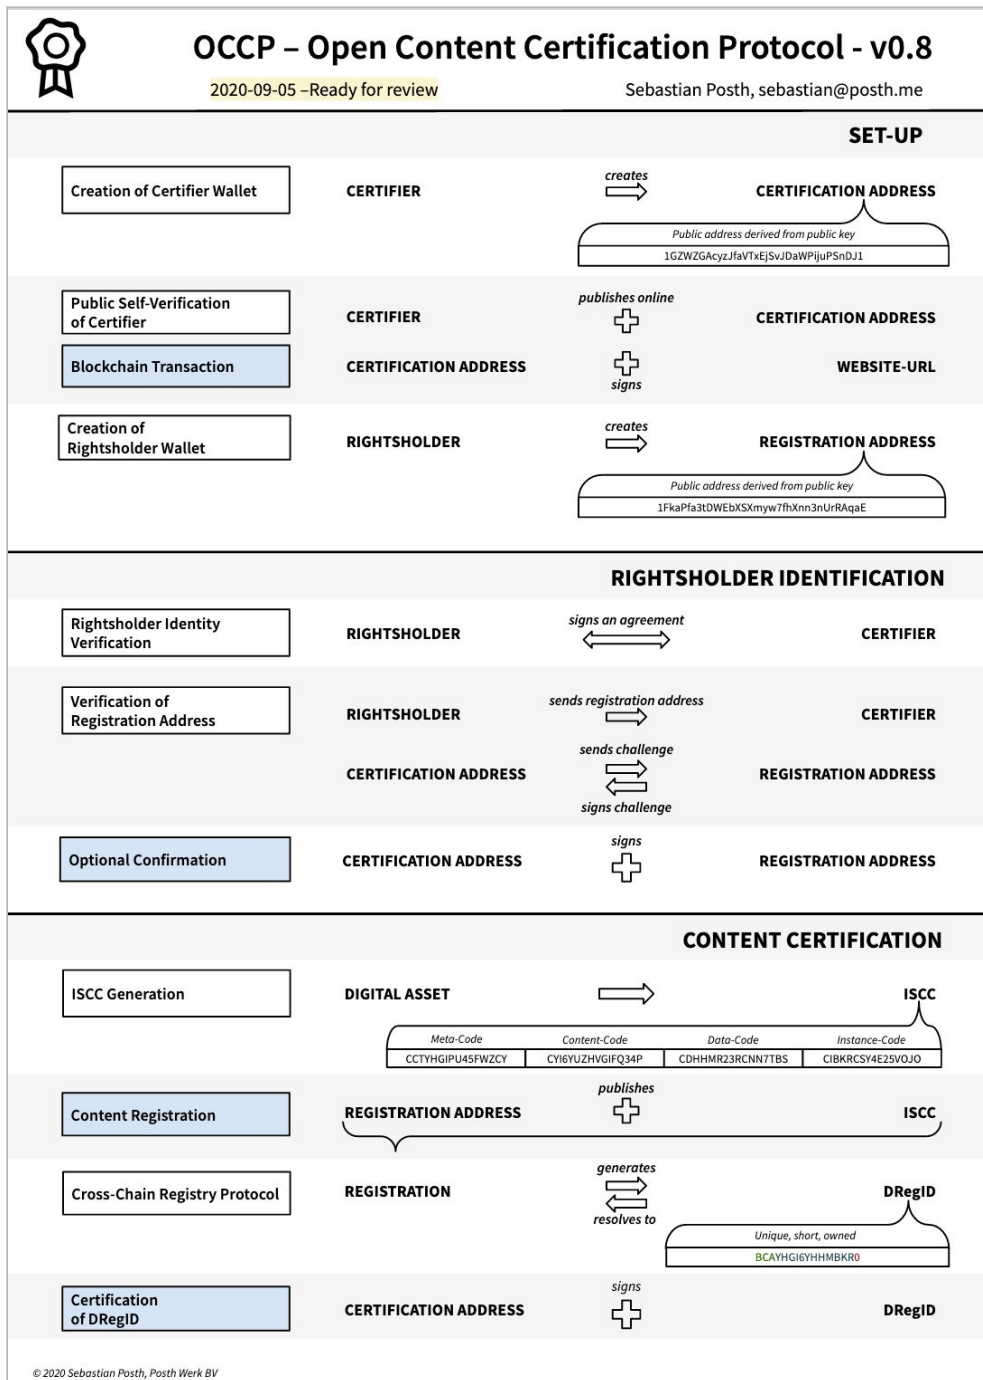 OCCP – Open Content Certification Protocol - v0.8
2020-09-05 –Ready for review
Sebastian Posth, sebastian@posth.me
SET-UP
Creation of Certifier Wallet
CERTIFIER
creates
CERTIFICATION ADDRESS
Public address derived from public key
1GZWZGAcyzJfaVTxEjSvJDaWPijuPSnDJ1
Public Self-Verification
of Certifier
CERTIFIER
publishes online
CERTIFICATION ADDRESS
Blockchain Transaction
CERTIFICATION ADDRESS
signs
WEBSITE-URL
Creation of
Rightsholder Wallet
RIGHTSHOLDER
creates
REGISTRATION ADDRESS
Public address derived from public key
1FkaPfa3tDWEbXSXmyw7fhXnn3nUrRAqaE
RIGHTSHOLDER IDENTIFICATION
Rightsholder Identity
Verification
RIGHTSHOLDER
signs an agreement
CERTIFIER
Verification of
Registration Address
RIGHTSHOLDER
sends registration address
CERTIFIER
CERTIFICATION ADDRESS
sends challenge
signs challenge
REGISTRATION ADDRESS
Optional Confirmation
CERTIFICATION ADDRESS
signs
REGISTRATION ADDRESS
CONTENT CERTIFICATION
ISCC Generation
DIGITAL ASSET
ISCC
Meta-Code
Content-Code
Data-Code
Instance-Code
CCTYHGIPU45FWZCY
CYI6YUZHVGIFQ34P
CDHHMR23RCNN7TBS
CIBKRCSY4E25VOJO
Content Registration
REGISTRATION ADDRESS
publishes
ISCC
Cross-Chain Registry Protocol
REGISTRATION
generates
resolves to
DRegID
Unique, short, owned
BCAYHGI6YHHMBKR0
Certification
of DRegID
CERTIFICATION ADDRESS
signs
DRegID
© 2020 Sebastian Posth, Posth Werk BV